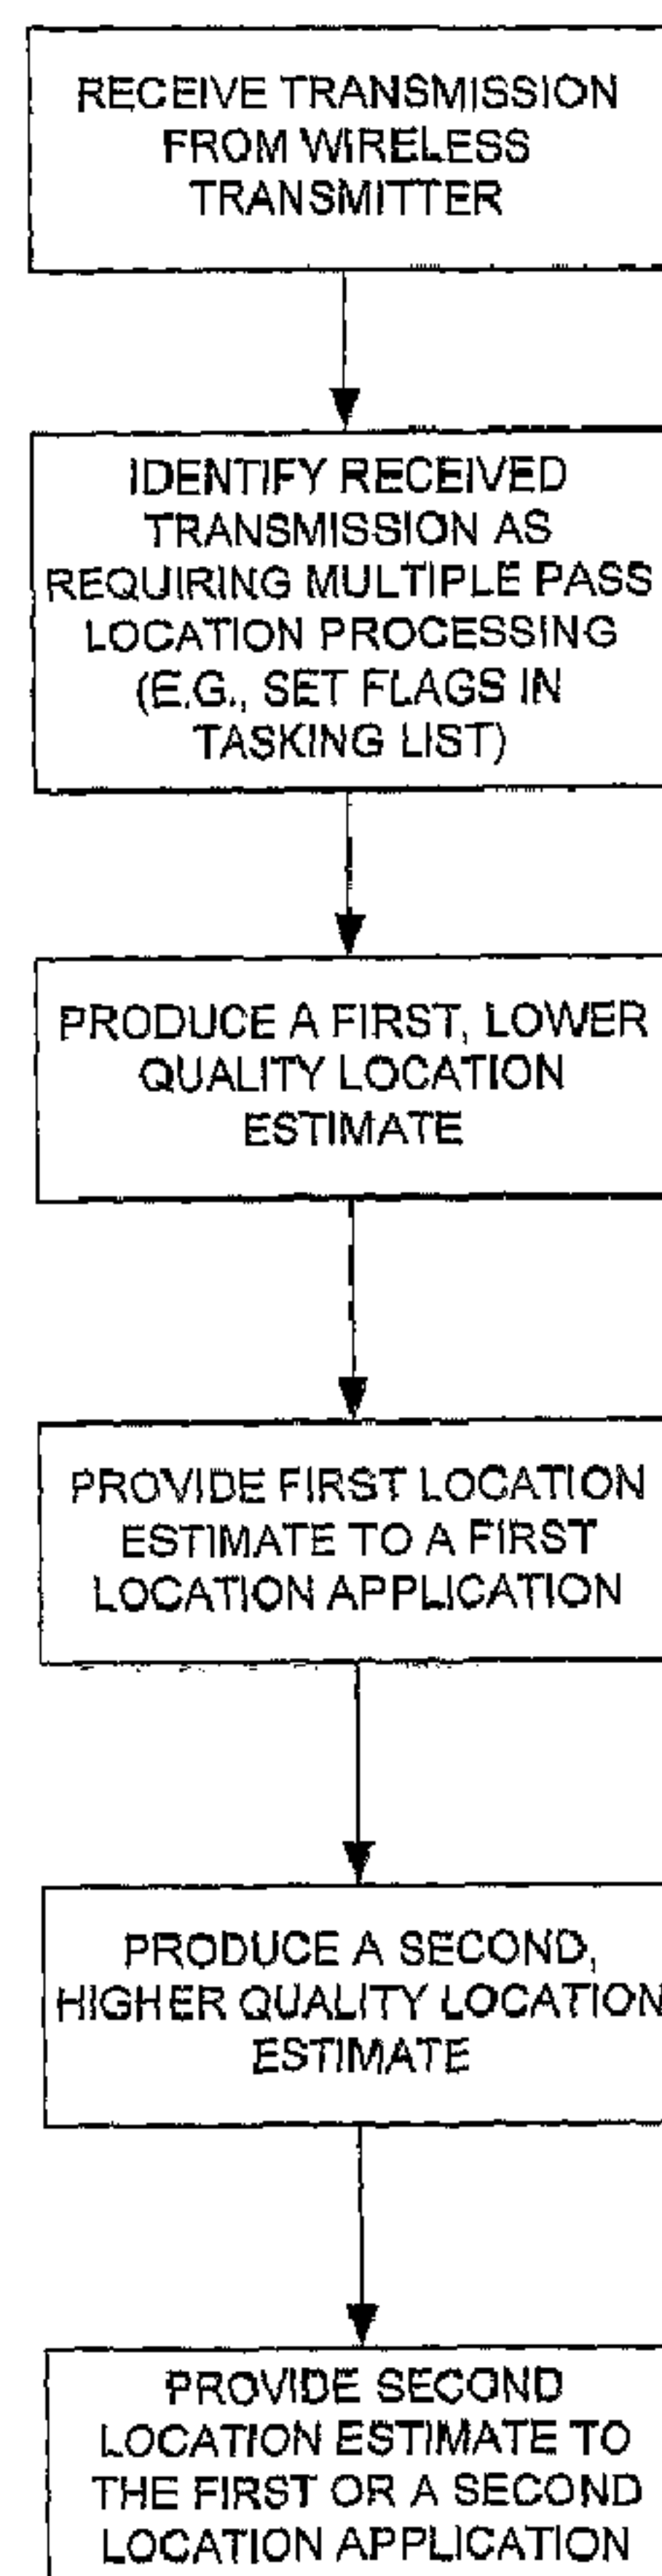 RECEIVE TRANSMISSION
FROM WIRELESS
TRANSMITTER
IDENTIFY RECEIVED
TRANSMISSION AS
REQUIRING MULTIPLE PASS
LOCATION PROCESSING
(E.G., SET FLAGS IN
TASKING LIST)
PRODUCE A FIRST, LOWER
QUALITY LOCATION
ESTIMATE
PROVIDE FIRST LOCATION
ESTIMATE TO A FIRST
LOCATION APPLICATION
PRODUCE A SECOND,
HIGHER QUALITY LOCATION
ESTIMATE
PROVIDE SECOND
LOCATION ESTIMATE TO
THE FIRST OR A SECOND
LOCATION APPLICATION